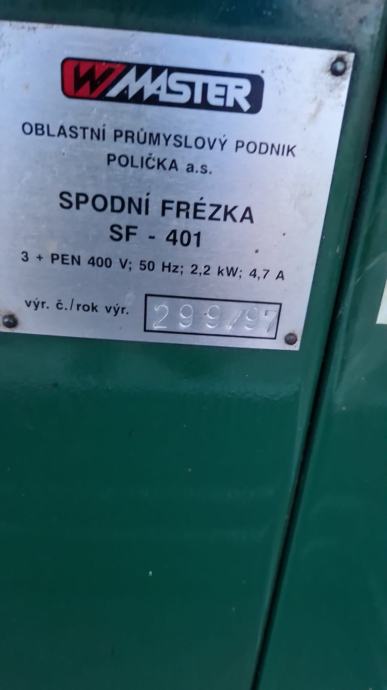 WMASTER
OBLASTNÍ PRŮMYSLOVÝ PODNIK
POLIČKA a.s.
SPODNÍ FRÉZKA
SF - 401
3 + PEN 400 V; 50 Hz; 2,2 kW; 4,7 A
výr. č./rok výr. 299/97